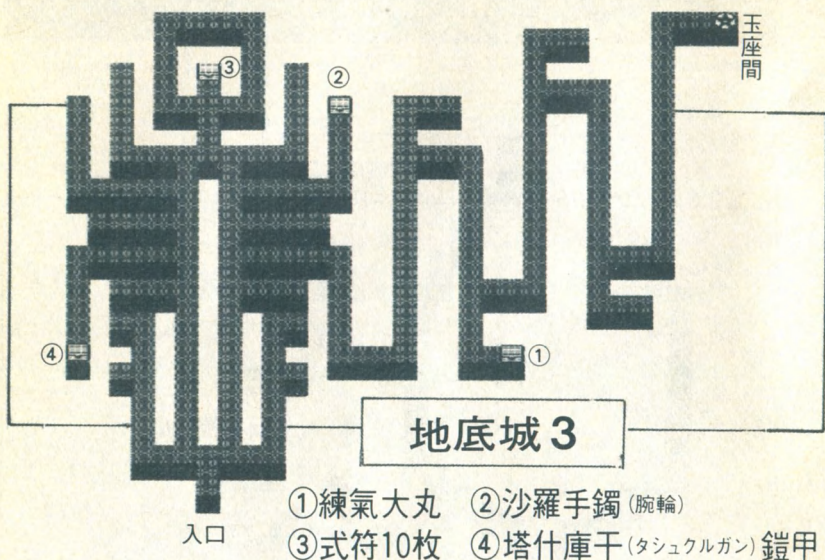 ③
②
玉座間
④
①
地底城3
入口
①練氣大丸 ②沙羅手鐲(腕輪)
③式符10枚 ④塔什庫干(タシュクルガン)鎧甲